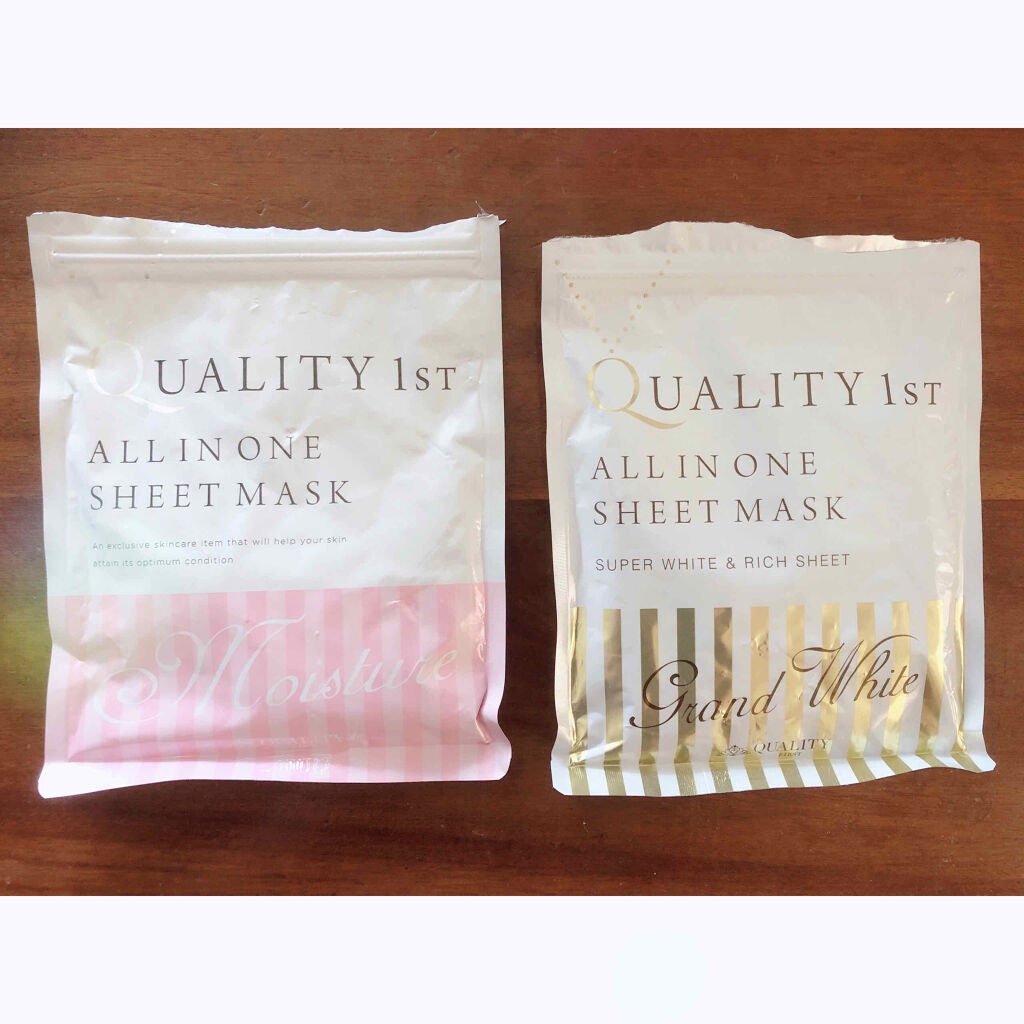 QUALITY 1ST
ALL IN ONE
SHEET MASK
An exclusive skincare item that will help your skin
attain its optimum condition
Moisture
QUALITY 1ST
ALL IN ONE
SHEET MASK
SUPER WHITE & RICH SHEET
Grand White
QUALITY
FIRST